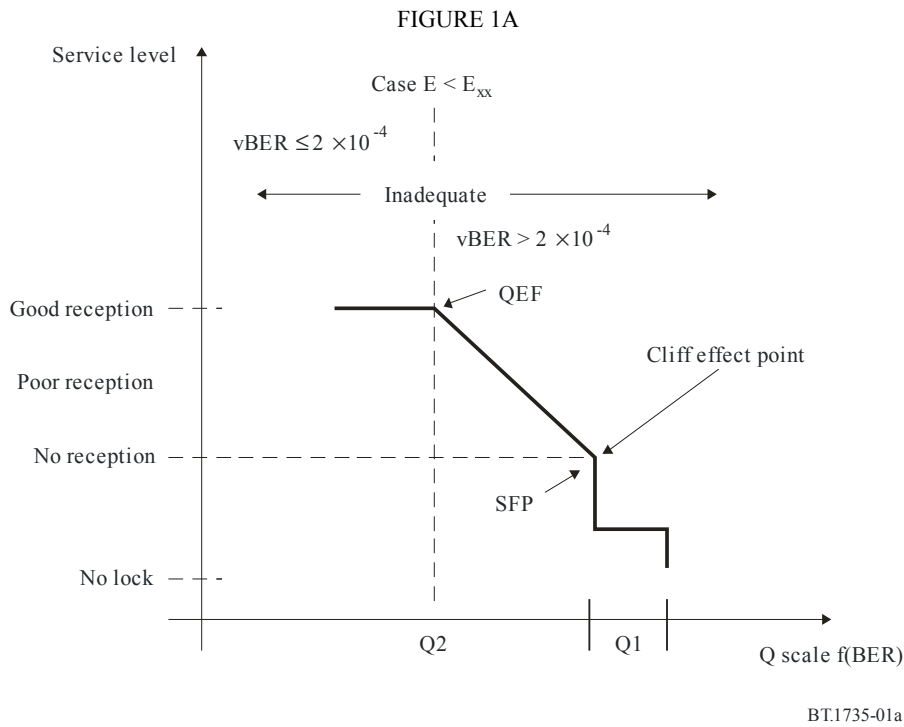 FIGURE 1A
Service level
Case E < Exx
vBER ≤ 2 ×10^-4
Inadequate
vBER > 2 ×10^-4
Good reception
QEF
Cliff effect point
Poor reception
No reception
SFP
No lock
Q2
Q1
Q scale f(BER)
BT.1735-01a